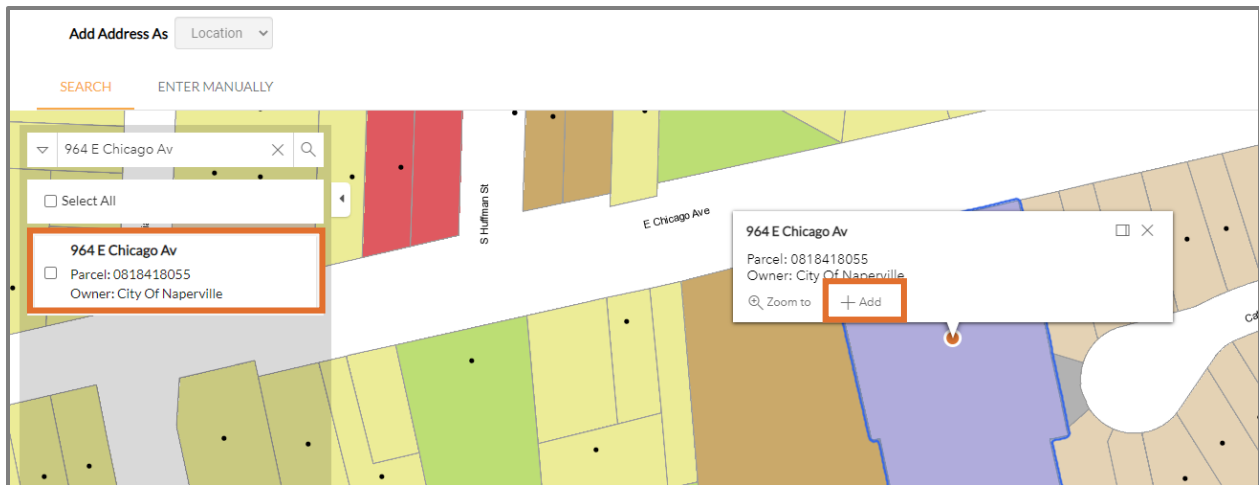 Add Address As Location
SEARCH ENTER MANUALLY
964 E Chicago Av
Select All
964 E Chicago Av
Parcel: 0818418055
Owner: City Of Naperville
S Huffman St
E Chicago Ave
964 E Chicago Av
Parcel: 0818418055
Owner: City Of Naperville
Zoom to + Add